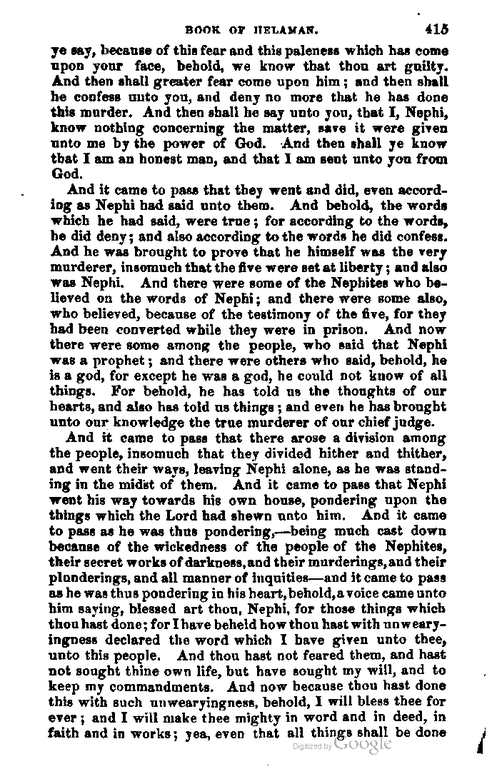 BOOK OF HELAMAN. 415
ye say, because of this fear and this paleness which has come
upon your face, behold, we know that thou art guilty.
And then shall greater fear come upon him; and then shall
he confess unto you, and deny no more that he has done
this murder. And then shall he say unto you, that I, Nephi,
know nothing concerning the matter, save it were given
unto me by the power of God. And then shall ye know
that I am an honest man, and that I am sent unto you from
God.
And it came to pass that they went and did, even accord-
ing as Nephi had said unto them. And behold, the words
which he had said, were true; for according to the words,
he did deny; and also according to the words he did confess.
And he was brought to prove that he himself was the very
murderer, insomuch that the five were set at liberty; and also
was Nephi. And there were some of the Nephites who be-
lieved on the words of Nephi; and there were some also,
who believed, because of the testimony of the five, for they
had been converted while they were in prison. And now
there were some among the people, who said that Nephi
was a prophet; and there were others who said, behold, he
is a god, for except he was a god, he could not know of all
things. For behold, he has told us the thoughts of our
hearts, and also has told us things; and even he has brought
unto our knowledge the true murderer of our chief judge.
And it came to pass that there arose a division among
the people, insomuch that they divided hither and thither,
and went their ways, leaving Nephi alone, as he was stand-
ing in the midst of them. And it came to pass that Nephi
went his way towards his own house, pondering upon the
things which the Lord had shewn unto him. And it came
to pass as he was thus pondering,—being much cast down
because of the wickedness of the people of the Nephites,
their secret works of darkness, and their murderings, and their
plunderings, and all manner of inquities—and it came to pass
as he was thus pondering in his heart, behold, a voice came unto
him saying, blessed art thou, Nephi, for those things which
thou hast done; for I have beheld how thou hast with unweary-
ingness declared the word which I have given unto thee,
unto this people. And thou hast not feared them, and hast
not sought thine own life, but have sought my will, and to
keep my commandments. And now because thou hast done
this with such unwearyingness, behold, I will bless thee for
ever; and I will make thee mighty in word and in deed, in
faith and in works; yea, even that all things shall be done
Digitized by Google